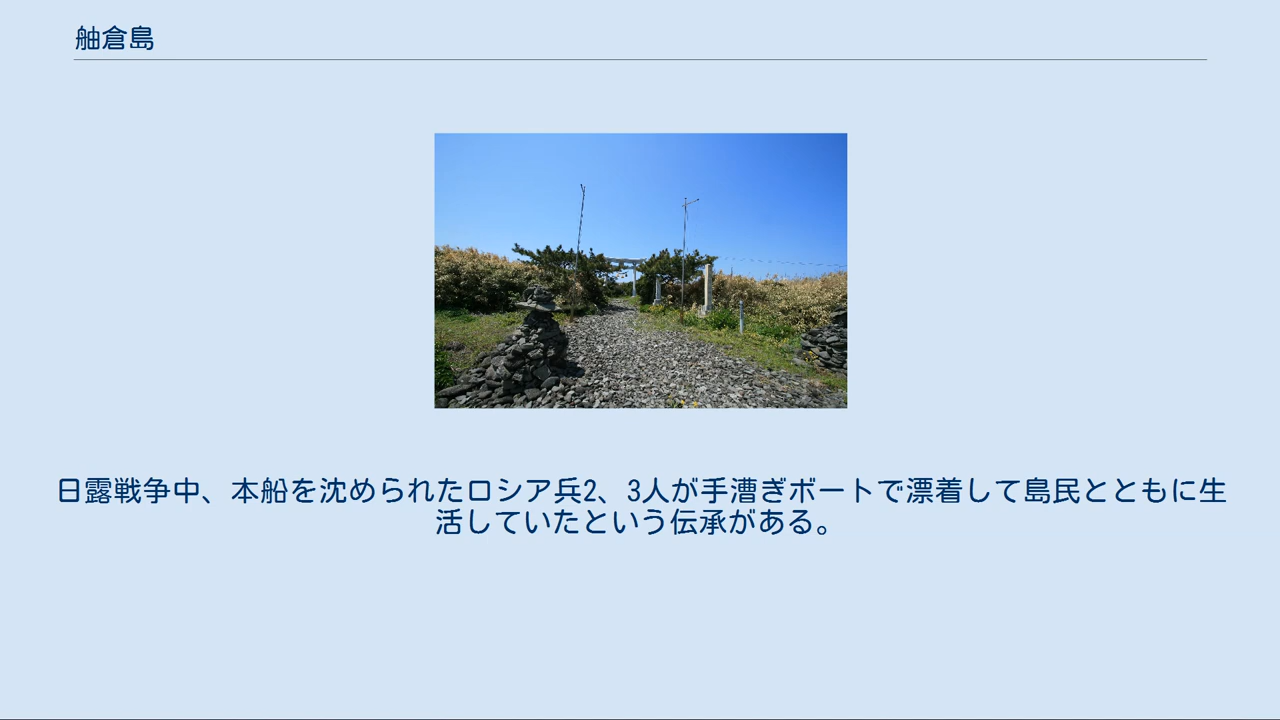 舳倉島
日露戦争中、本船を沈められたロシア兵2、3人が手漕ぎボートで漂着して島民とともに生
活していたという伝承がある。